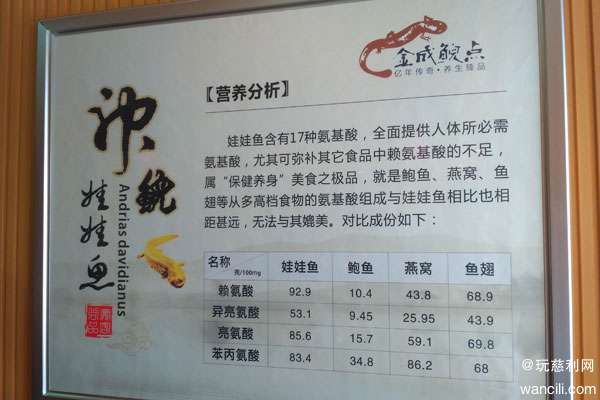 金成鲵点
亿年传奇·养生臻品
【营养分析】
娃娃鱼含有17种氨基酸，全面提供人体所必需
氨基酸，尤其可弥补其它食品中赖氨基酸的不足，
属“保健养身”美食之极品，就是鲍鱼、燕窝、鱼
翅等从多高档食物的氨基酸组成与娃娃鱼相比也相
距甚远，无法与其媲美。对比成份如下：
娃娃鱼
Andrias davidianus
名称 克/100mg 娃娃鱼 鲍鱼 燕窝 鱼翅
赖氨酸 92.9 10.4 43.8 68.9
异亮氨酸 53.1 9.45 25.95 43.9
亮氨酸 85.6 15.7 59.1 69.8
苯丙氨酸 83.4 34.8 86.2 68
@玩慈利网
wancili.com